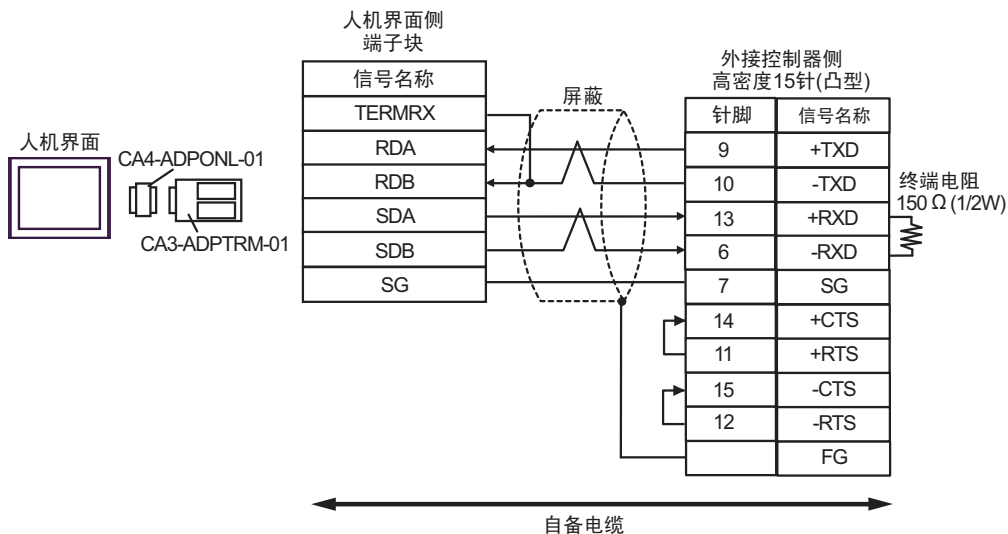 人机界面侧
端子块
信号名称
TERMRX
RDA
RDB
SDA
SDB
SG
人机界面
CA4-ADPONL-01
CA3-ADPTRM-01
屏蔽
外接控制器侧
高密度15针(凸型)
针脚 信号名称
9 +TXD
10 -TXD
13 +RXD
6 -RXD
7 SG
14 +CTS
11 +RTS
15 -CTS
12 -RTS
FG
终端电阻
150 Ω (1/2W)
自备电缆